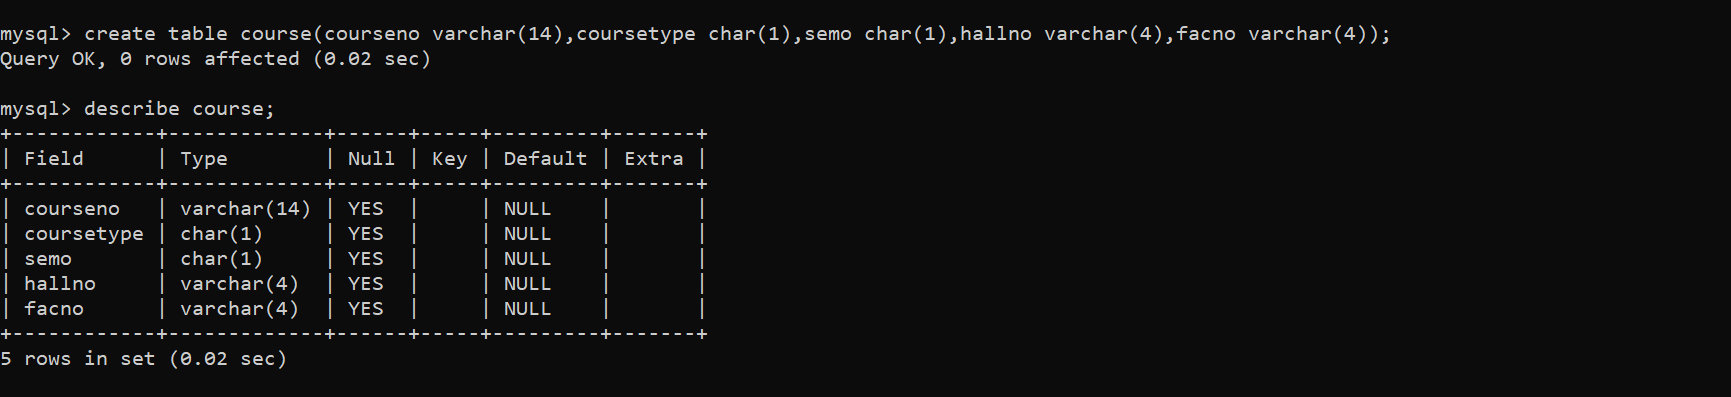 mysql> create table course(courseno varchar(14),coursetype char(1),semo char(1),hallno varchar(4),facno varchar(4));
Query OK, 0 rows affected (0.02 sec)
mysql> describe course;
+------------+-------------+------+-----+---------+-------+
| Field      | Type        | Null | Key | Default | Extra |
+------------+-------------+------+-----+---------+-------+
| courseno   | varchar(14) | YES  |     | NULL    |       |
| coursetype | char(1)     | YES  |     | NULL    |       |
| semo       | char(1)     | YES  |     | NULL    |       |
| hallno     | varchar(4)  | YES  |     | NULL    |       |
| facno      | varchar(4)  | YES  |     | NULL    |       |
+------------+-------------+------+-----+---------+-------+
5 rows in set (0.02 sec)